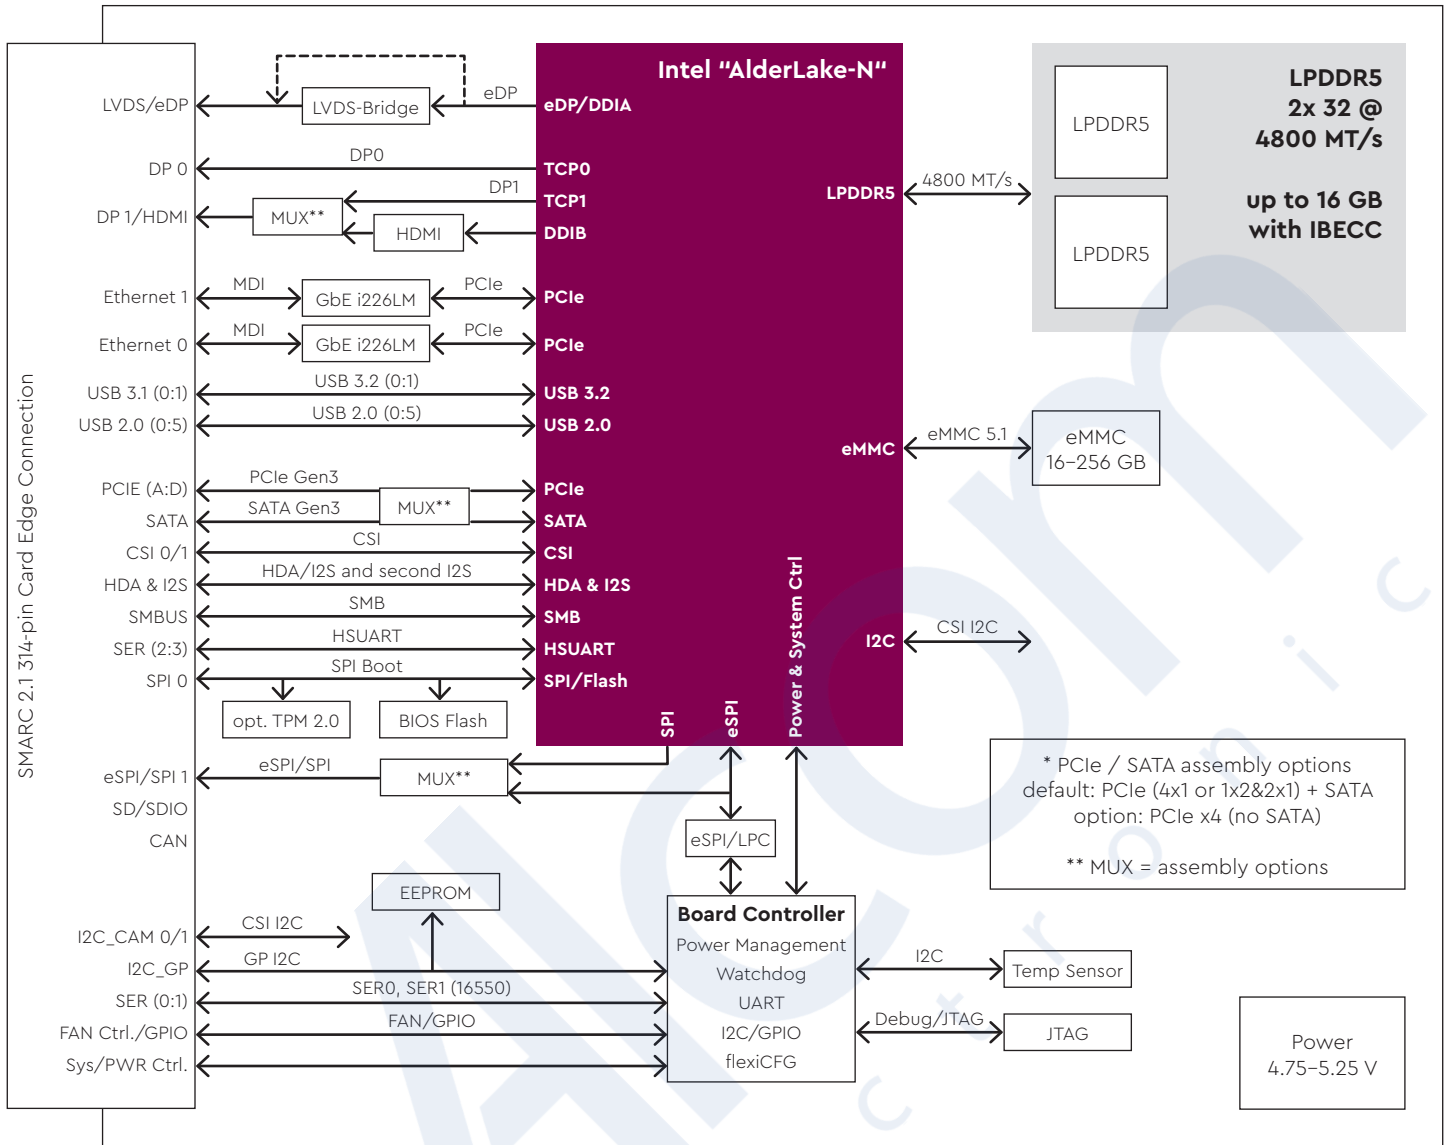 SMARC 2.1 314-pin Card Edge Connection
LVDS/eDP
DP 0
DP 1/HDMI
Ethernet 1
Ethernet 0
USB 3.1 (0:1)
USB 2.0 (0:5)
PCIE (A:D)
SATA
CSI 0/1
HDA & I2S
SMBUS
SER (2:3)
SPI 0
eSPI/SPI 1
SD/SDIO
CAN
I2C_CAM 0/1
I2C_GP
SER (0:1)
FAN Ctrl./GPIO
Sys/PWR Ctrl.
LVDS-Bridge
eDP
DP0
DP1
MUX**
HDMI
MDI
GbE i226LM
PCIe
MDI
GbE i226LM
PCIe
USB 3.2 (0:1)
USB 2.0 (0:5)
PCIe Gen3
SATA Gen3
MUX**
CSI
HDA/I2S and second I2S
SMB
HSUART
SPI Boot
opt. TPM 2.0
BIOS Flash
eSPI/SPI
MUX**
eSPI/LPC
EEPROM
CSI I2C
GP I2C
SER0, SER1 (16550)
FAN/GPIO
Intel “AlderLake-N“
eDP/DDIA
TCP0
TCP1
DDIB
PCIe
PCIe
USB 3.2
USB 2.0
PCIe
SATA
CSI
HDA & I2S
SMB
HSUART
SPI/Flash
SPI
eSPI
Power & System Ctrl
LPDDR5
eMMC
I2C
4800 MT/s
eMMC 5.1
CSI I2C
LPDDR5
LPDDR5
LPDDR5
2x 32 @
4800 MT/s
up to 16 GB
with IBECC
eMMC
16–256 GB
* PCIe / SATA assembly options
default: PCIe (4x1 or 1x2&2x1) + SATA
option: PCIe x4 (no SATA)
** MUX = assembly options
Board Controller
Power Management
Watchdog
UART
I2C/GPIO
flexiCFG
I2C
Temp Sensor
Debug/JTAG
JTAG
Power
4.75–5.25 V
Alcom
ctronic